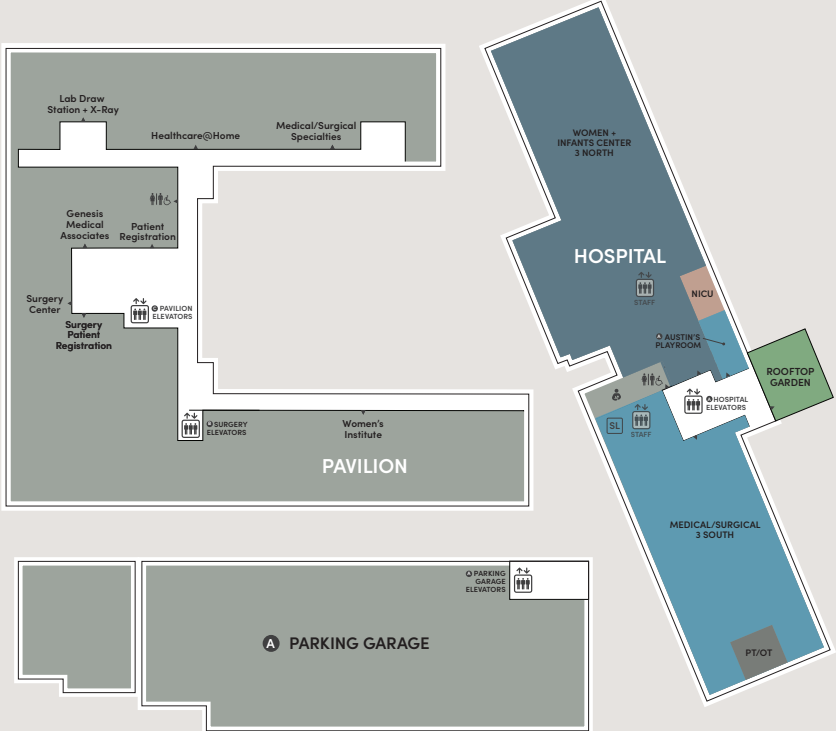 Lab Draw
Station + X-Ray
Healthcare@Home
Medical/Surgical
Specialties
Genesis
Medical
Associates
Patient
Registration
Surgery
Center
Surgery
Patient
Registration
PAVILION
ELEVATORS
SURGERY
ELEVATORS
Women's
Institute
PAVILION
WOMEN +
INFANTS CENTER
3 NORTH
HOSPITAL
STAFF
NICU
AUSTIN'S
PLAYROOM
ROOFTOP
GARDEN
HOSPITAL
ELEVATORS
SL
STAFF
MEDICAL/SURGICAL
3 SOUTH
PT/OT
PARKING
GARAGE
ELEVATORS
A PARKING GARAGE